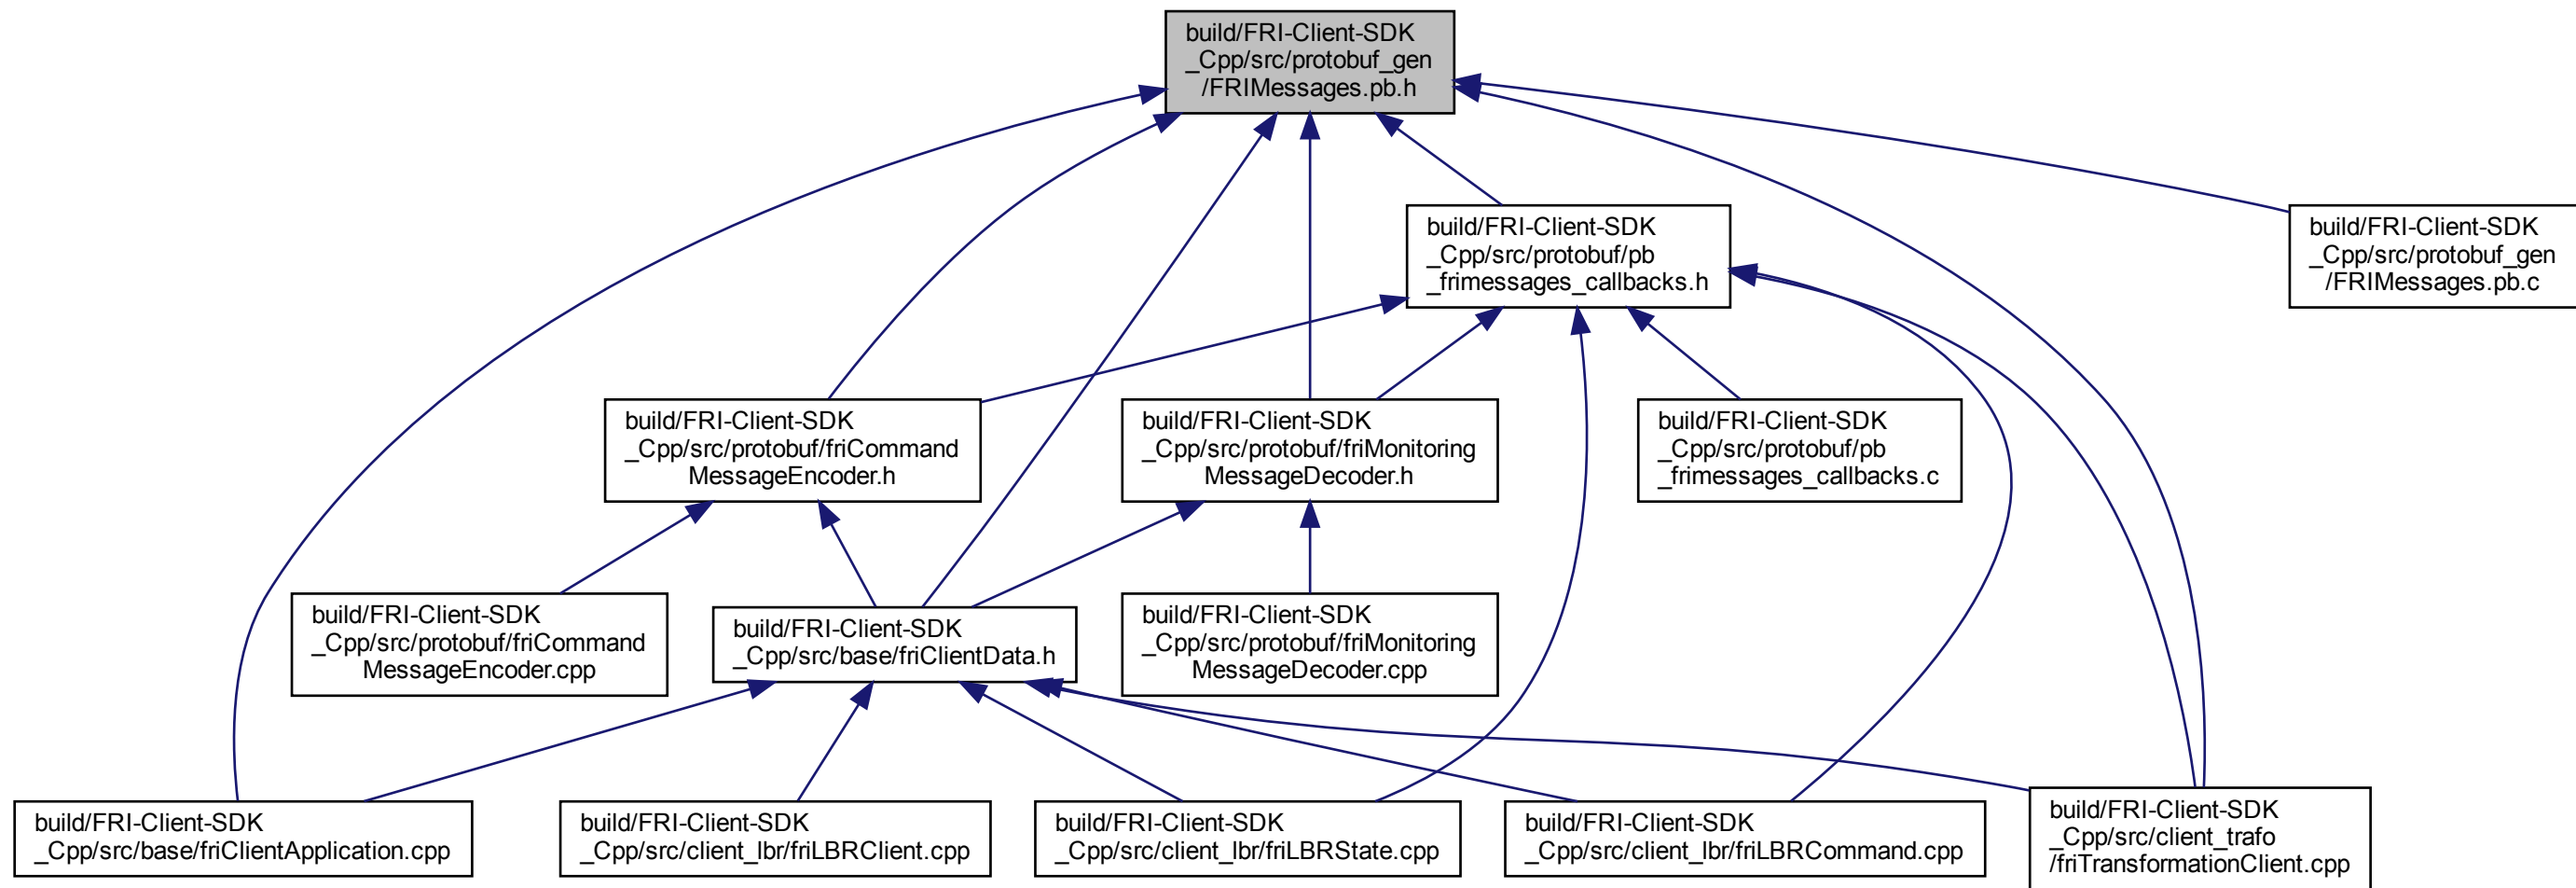 build/FRI-Client-SDK
_Cpp/src/protobuf_gen
/FRIMessages.pb.h
build/FRI-Client-SDK
_Cpp/src/protobuf/pb
_frimessages_callbacks.h
build/FRI-Client-SDK
_Cpp/src/protobuf_gen
/FRIMessages.pb.c
build/FRI-Client-SDK
_Cpp/src/protobuf/friCommand
MessageEncoder.h
build/FRI-Client-SDK
_Cpp/src/protobuf/friMonitoring
MessageDecoder.h
build/FRI-Client-SDK
_Cpp/src/protobuf/pb
_frimessages_callbacks.c
build/FRI-Client-SDK
_Cpp/src/protobuf/friCommand
MessageEncoder.cpp
build/FRI-Client-SDK
_Cpp/src/base/friClientData.h
build/FRI-Client-SDK
_Cpp/src/protobuf/friMonitoring
MessageDecoder.cpp
build/FRI-Client-SDK
_Cpp/src/base/friClientApplication.cpp
build/FRI-Client-SDK
_Cpp/src/client_lbr/friLBRClient.cpp
build/FRI-Client-SDK
_Cpp/src/client_lbr/friLBRState.cpp
build/FRI-Client-SDK
_Cpp/src/client_lbr/friLBRCommand.cpp
build/FRI-Client-SDK
_Cpp/src/client_trafo
/friTransformationClient.cpp